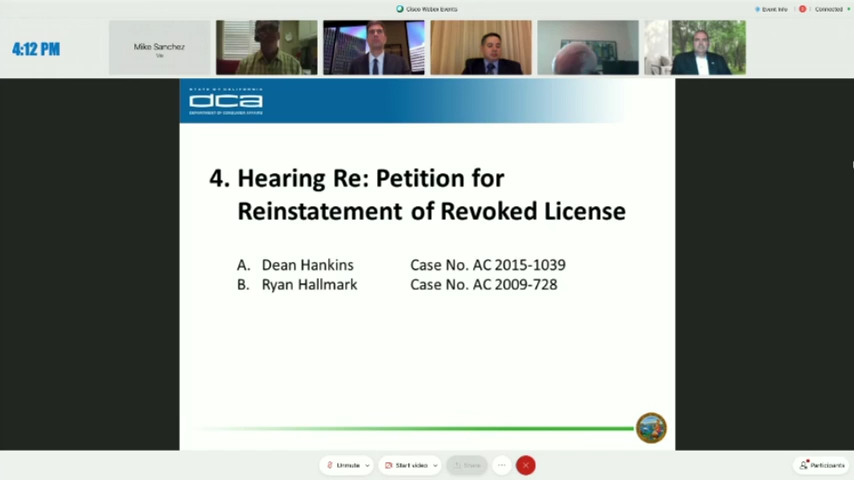 Cisco Webex Events
Event Info
Connected
4:12 PM
Mike Sanchez
Me
STATE OF CALIFORNIA
dca
DEPARTMENT OF CONSUMER AFFAIRS
4. Hearing Re: Petition for
Reinstatement of Revoked License
A. Dean Hankins Case No. AC 2015-1039
B. Ryan Hallmark Case No. AC 2009-728
Unmute
Start video
Share
Participants